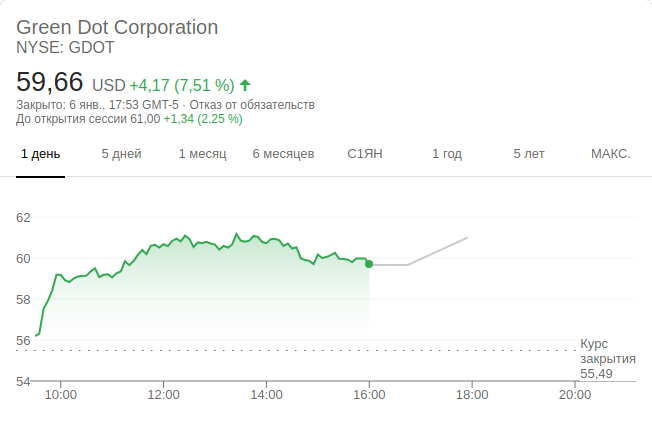 Green Dot Corporation
NYSE: GDOT
59,66 USD +4,17 (7,51 %)
Закрыто: 6 янв., 17:53 GMT-5 · Отказ от обязательств
До открытия сессии 61,00 +1,34 (2,25 %)
1 день 5 дней 1 месяц 6 месяцев С1ЯН 1 год 5 лет МАКС.
62
60
58
56
54
Курс
закрытия
55,49
10:00 12:00 14:00 16:00 18:00 20:00